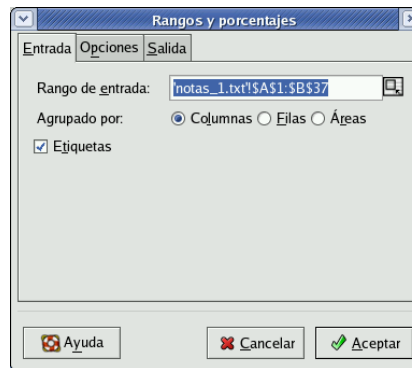 Rangos y porcentajes
Entrada Opciones Salida
Rango de entrada: 'notas_1.txt'!$A$1:$B$37
Agrupado por: Columnas Filas Áreas
Etiquetas
Ayuda Cancelar Aceptar